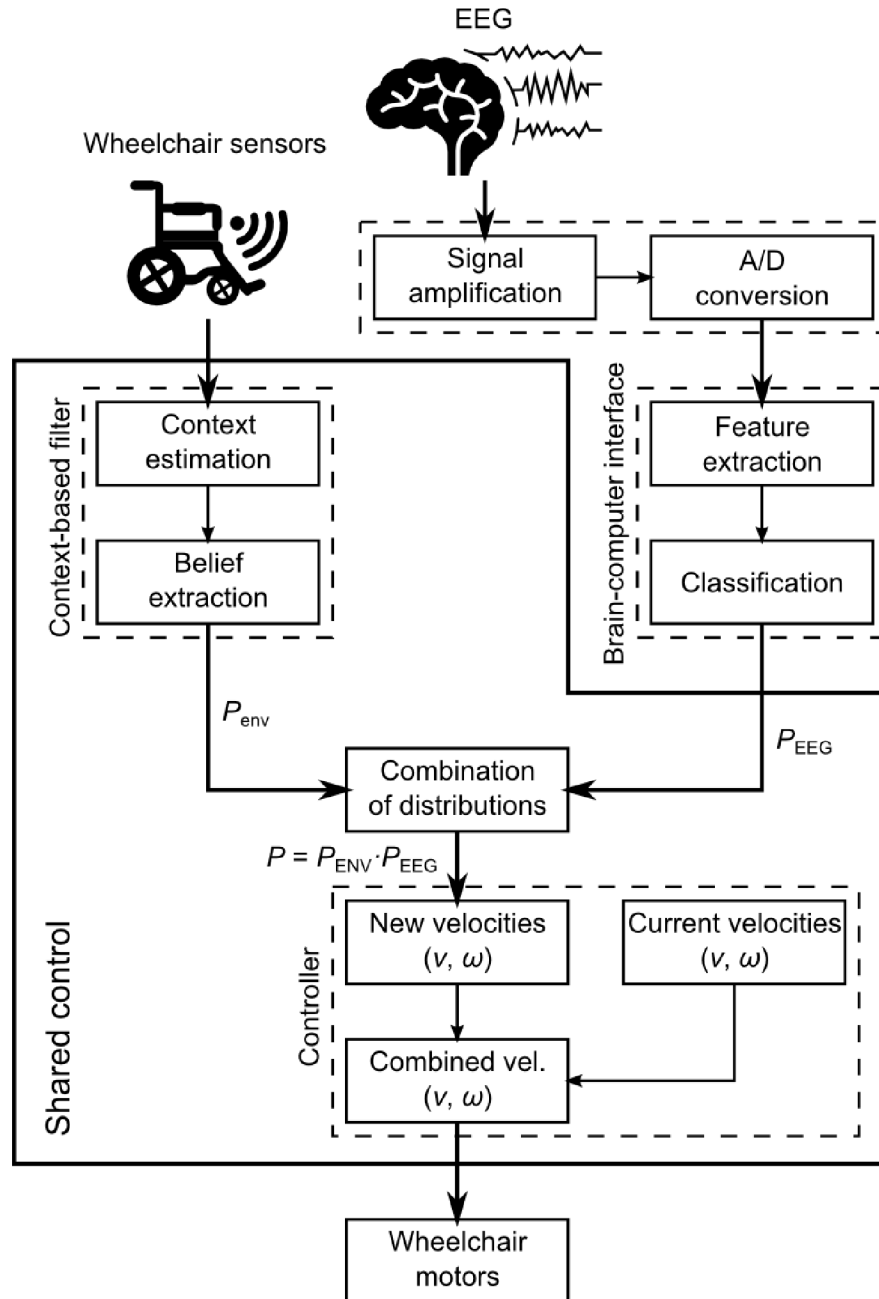 EEG
Wheelchair sensors
Signal
amplification
A/D
conversion
Context-based filter
Context
estimation
Belief
extraction
Brain-computer interface
Feature
extraction
Classification
P_env
P_EEG
Combination
of distributions
P = P_ENV·P_EEG
Shared control
Controller
New velocities
(v, ω)
Current velocities
(v, ω)
Combined vel.
(v, ω)
Wheelchair
motors